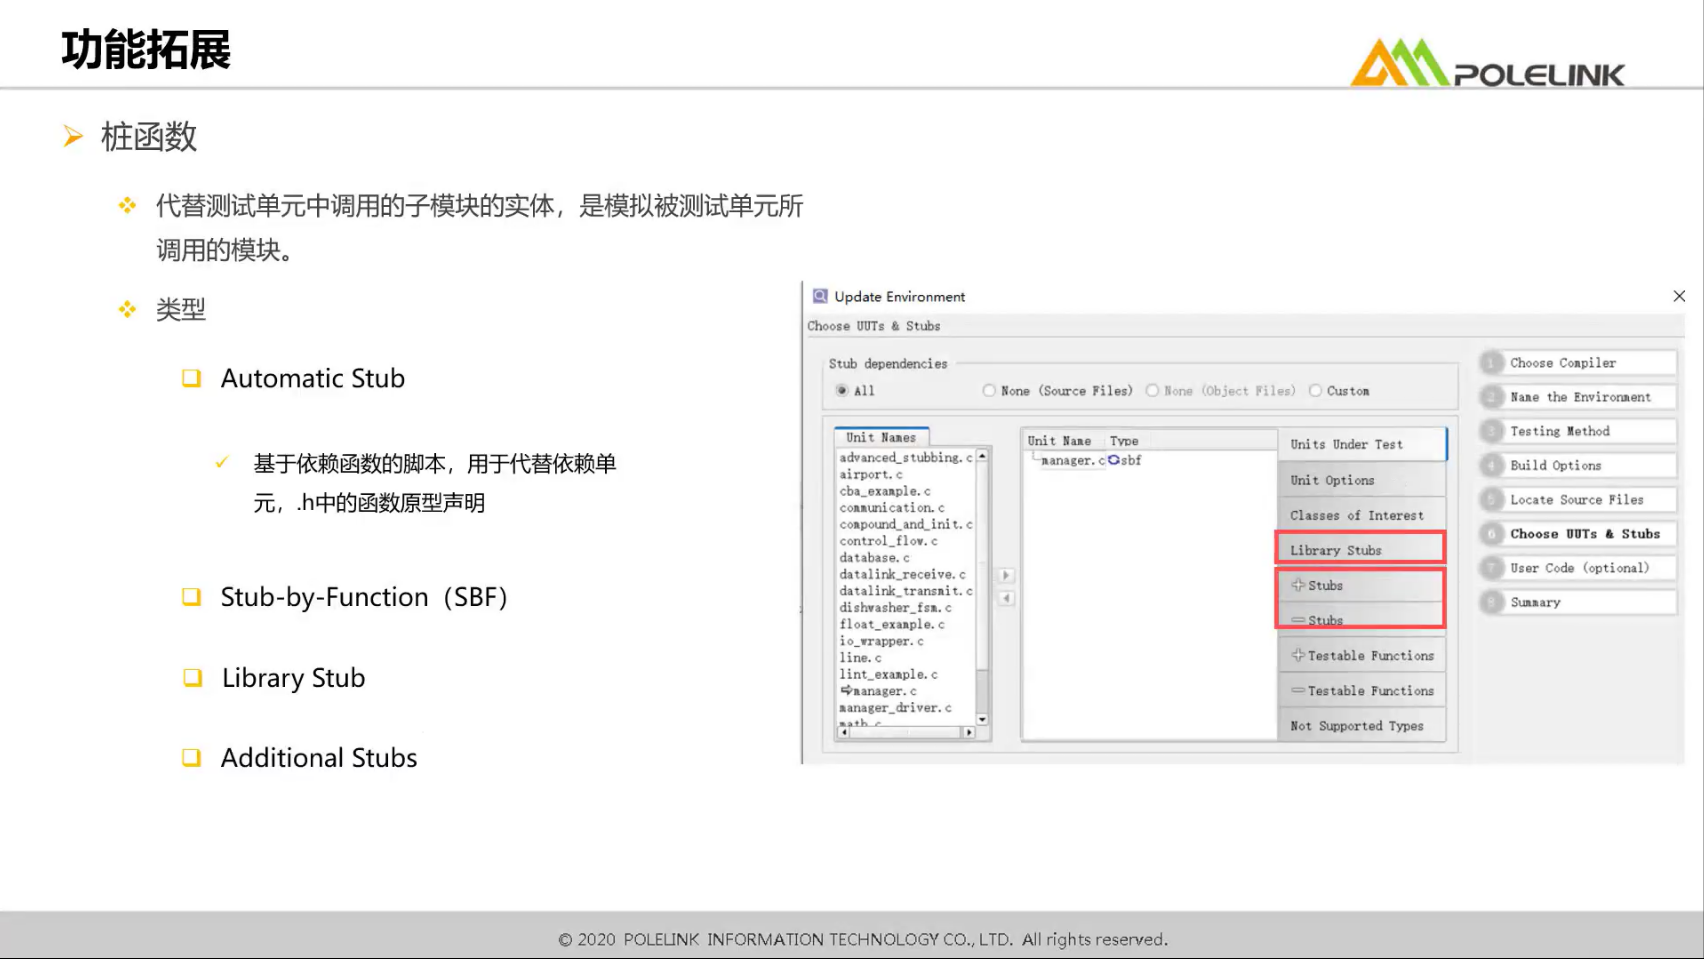 功能拓展
POLELINK
桩函数
代替测试单元中调用的子模块的实体，是模拟被测试单元所
调用的模块。
类型
Automatic Stub
基于依赖函数的脚本，用于代替依赖单
元，.h中的函数原型声明
Stub-by-Function（SBF）
Library Stub
Additional Stubs
Update Environment
Choose UUTs & Stubs
Stub dependencies
All
None (Source Files)
None (Object Files)
Custom
Unit Names
advanced_stubbing.c
airport.c
cba_example.c
communication.c
compound_and_init.c
control_flow.c
database.c
datalink_receive.c
datalink_transmit.c
dishwasher_fsm.c
float_example.c
io_wrapper.c
line.c
lint_example.c
manager.c
manager_driver.c
math.c
Unit Name Type
manager.c sbf
Units Under Test
Unit Options
Classes of Interest
Library Stubs
Stubs
Stubs
Testable Functions
Testable Functions
Not Supported Types
1 Choose Compiler
2 Name the Environment
3 Testing Method
4 Build Options
5 Locate Source Files
6 Choose UUTs & Stubs
7 User Code (optional)
8 Summary
© 2020 POLELINK INFORMATION TECHNOLOGY CO., LTD. All rights reserved.